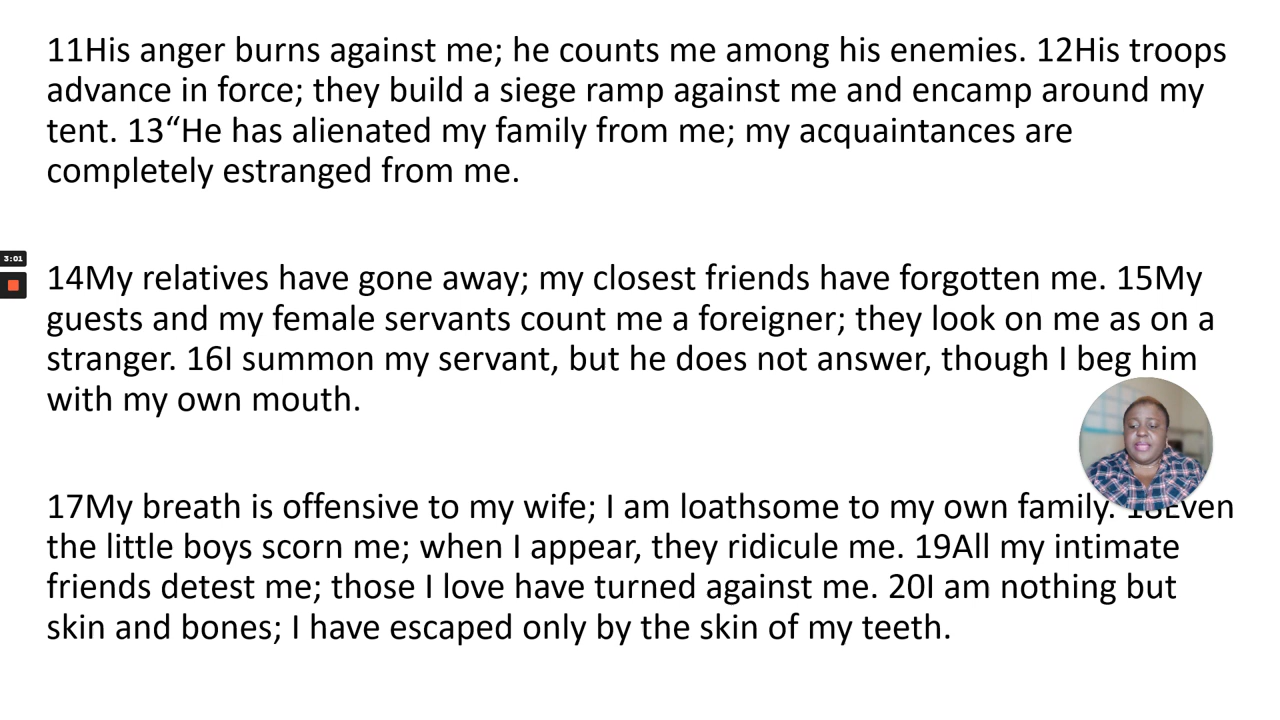 11His anger burns against me; he counts me among his enemies. 12His troops
advance in force; they build a siege ramp against me and encamp around my
tent. 13“He has alienated my family from me; my acquaintances are
completely estranged from me.
3:01
14My relatives have gone away; my closest friends have forgotten me. 15My
guests and my female servants count me a foreigner; they look on me as on a
stranger. 16I summon my servant, but he does not answer, though I beg him
with my own mouth.
17My breath is offensive to my wife; I am loathsome to my own family. 18Even
the little boys scorn me; when I appear, they ridicule me. 19All my intimate
friends detest me; those I love have turned against me. 20I am nothing but
skin and bones; I have escaped only by the skin of my teeth.